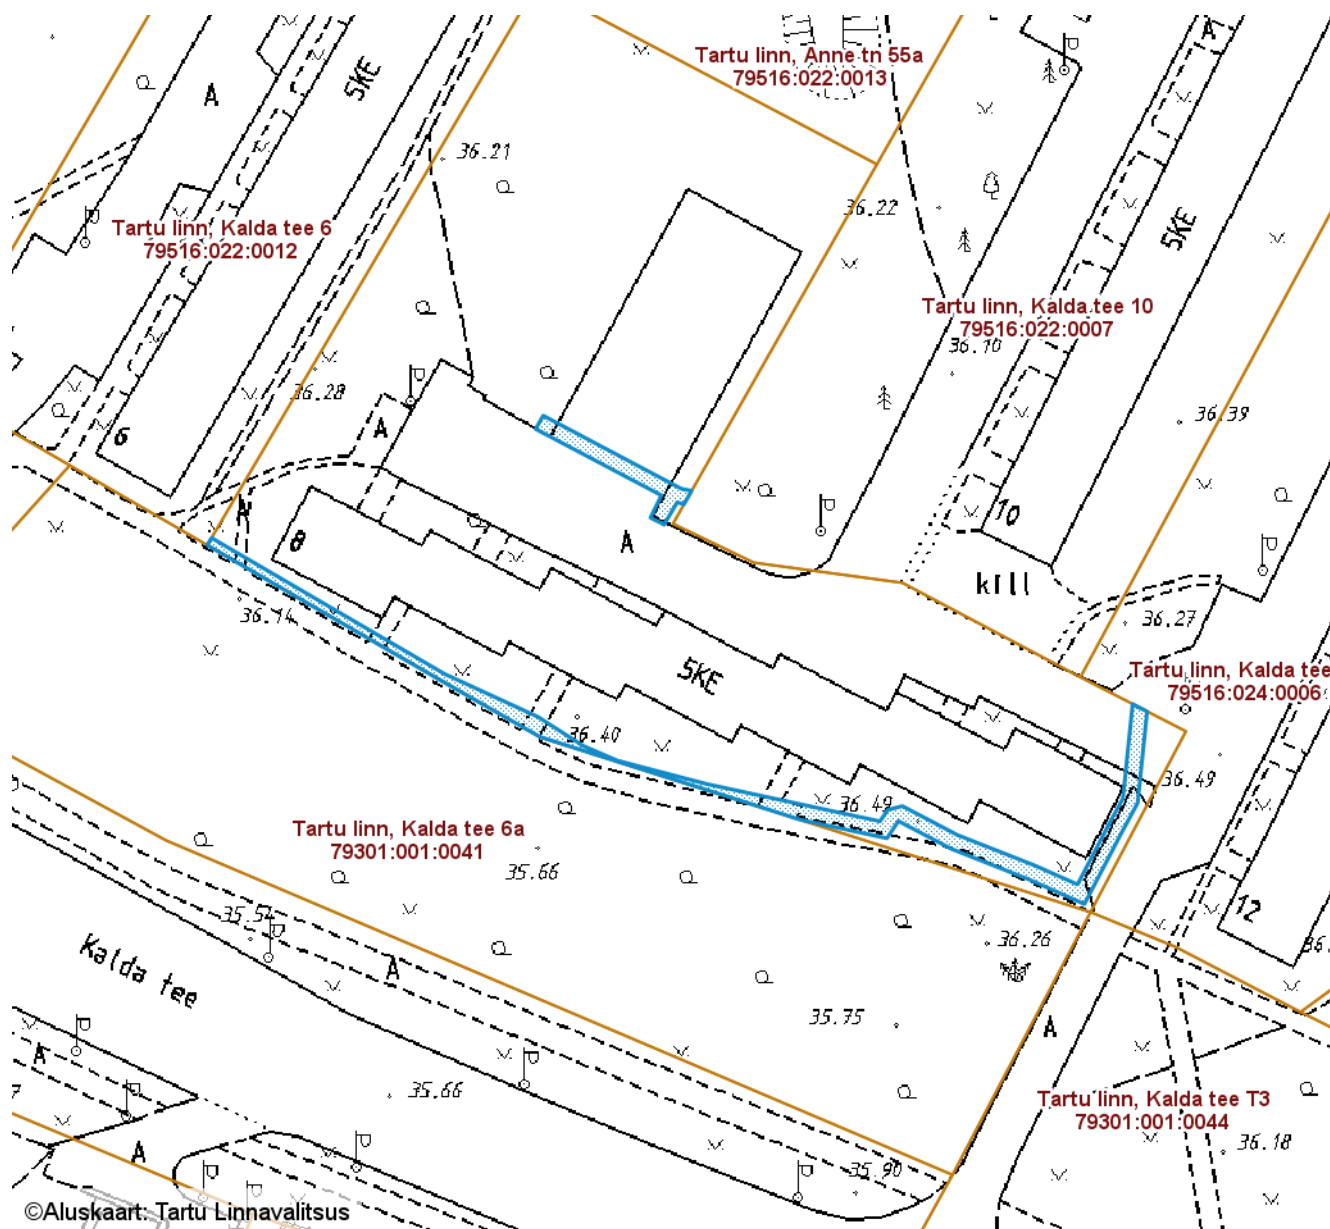 Tartu linn, Anne tn 55a
79516:022:0013
A
A
5KE
36.21
36.22
Tartu linn, Kalda tee 6
79516:022:0012
5KE
Tartu linn, Kalda tee 10
79516:022:0007
36.10
36.28
36.39
6
A
A
8
A
10
krll
36.14
36.27
5KE
Tartu linn, Kalda tee
79516:024:0006
36.40
36.49
36.49
Tartu linn, Kalda tee 6a
79301:001:0041
35.66
12
35.54
36.26
36.
Kalda tee
A
35.75
A
A
35.66
Tartu linn, Kalda tee T3
79301:001:0044
7
36.18
A
35.90
©Aluskaart: Tartu Linnavalitsus